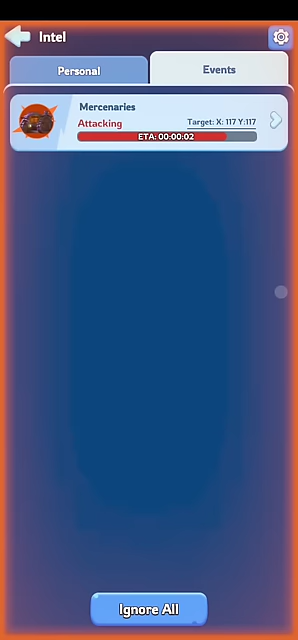 Intel
Personal
Events
Mercenaries
Attacking
Target: X: 117 Y:117
ETA: 00:00:02
Ignore All